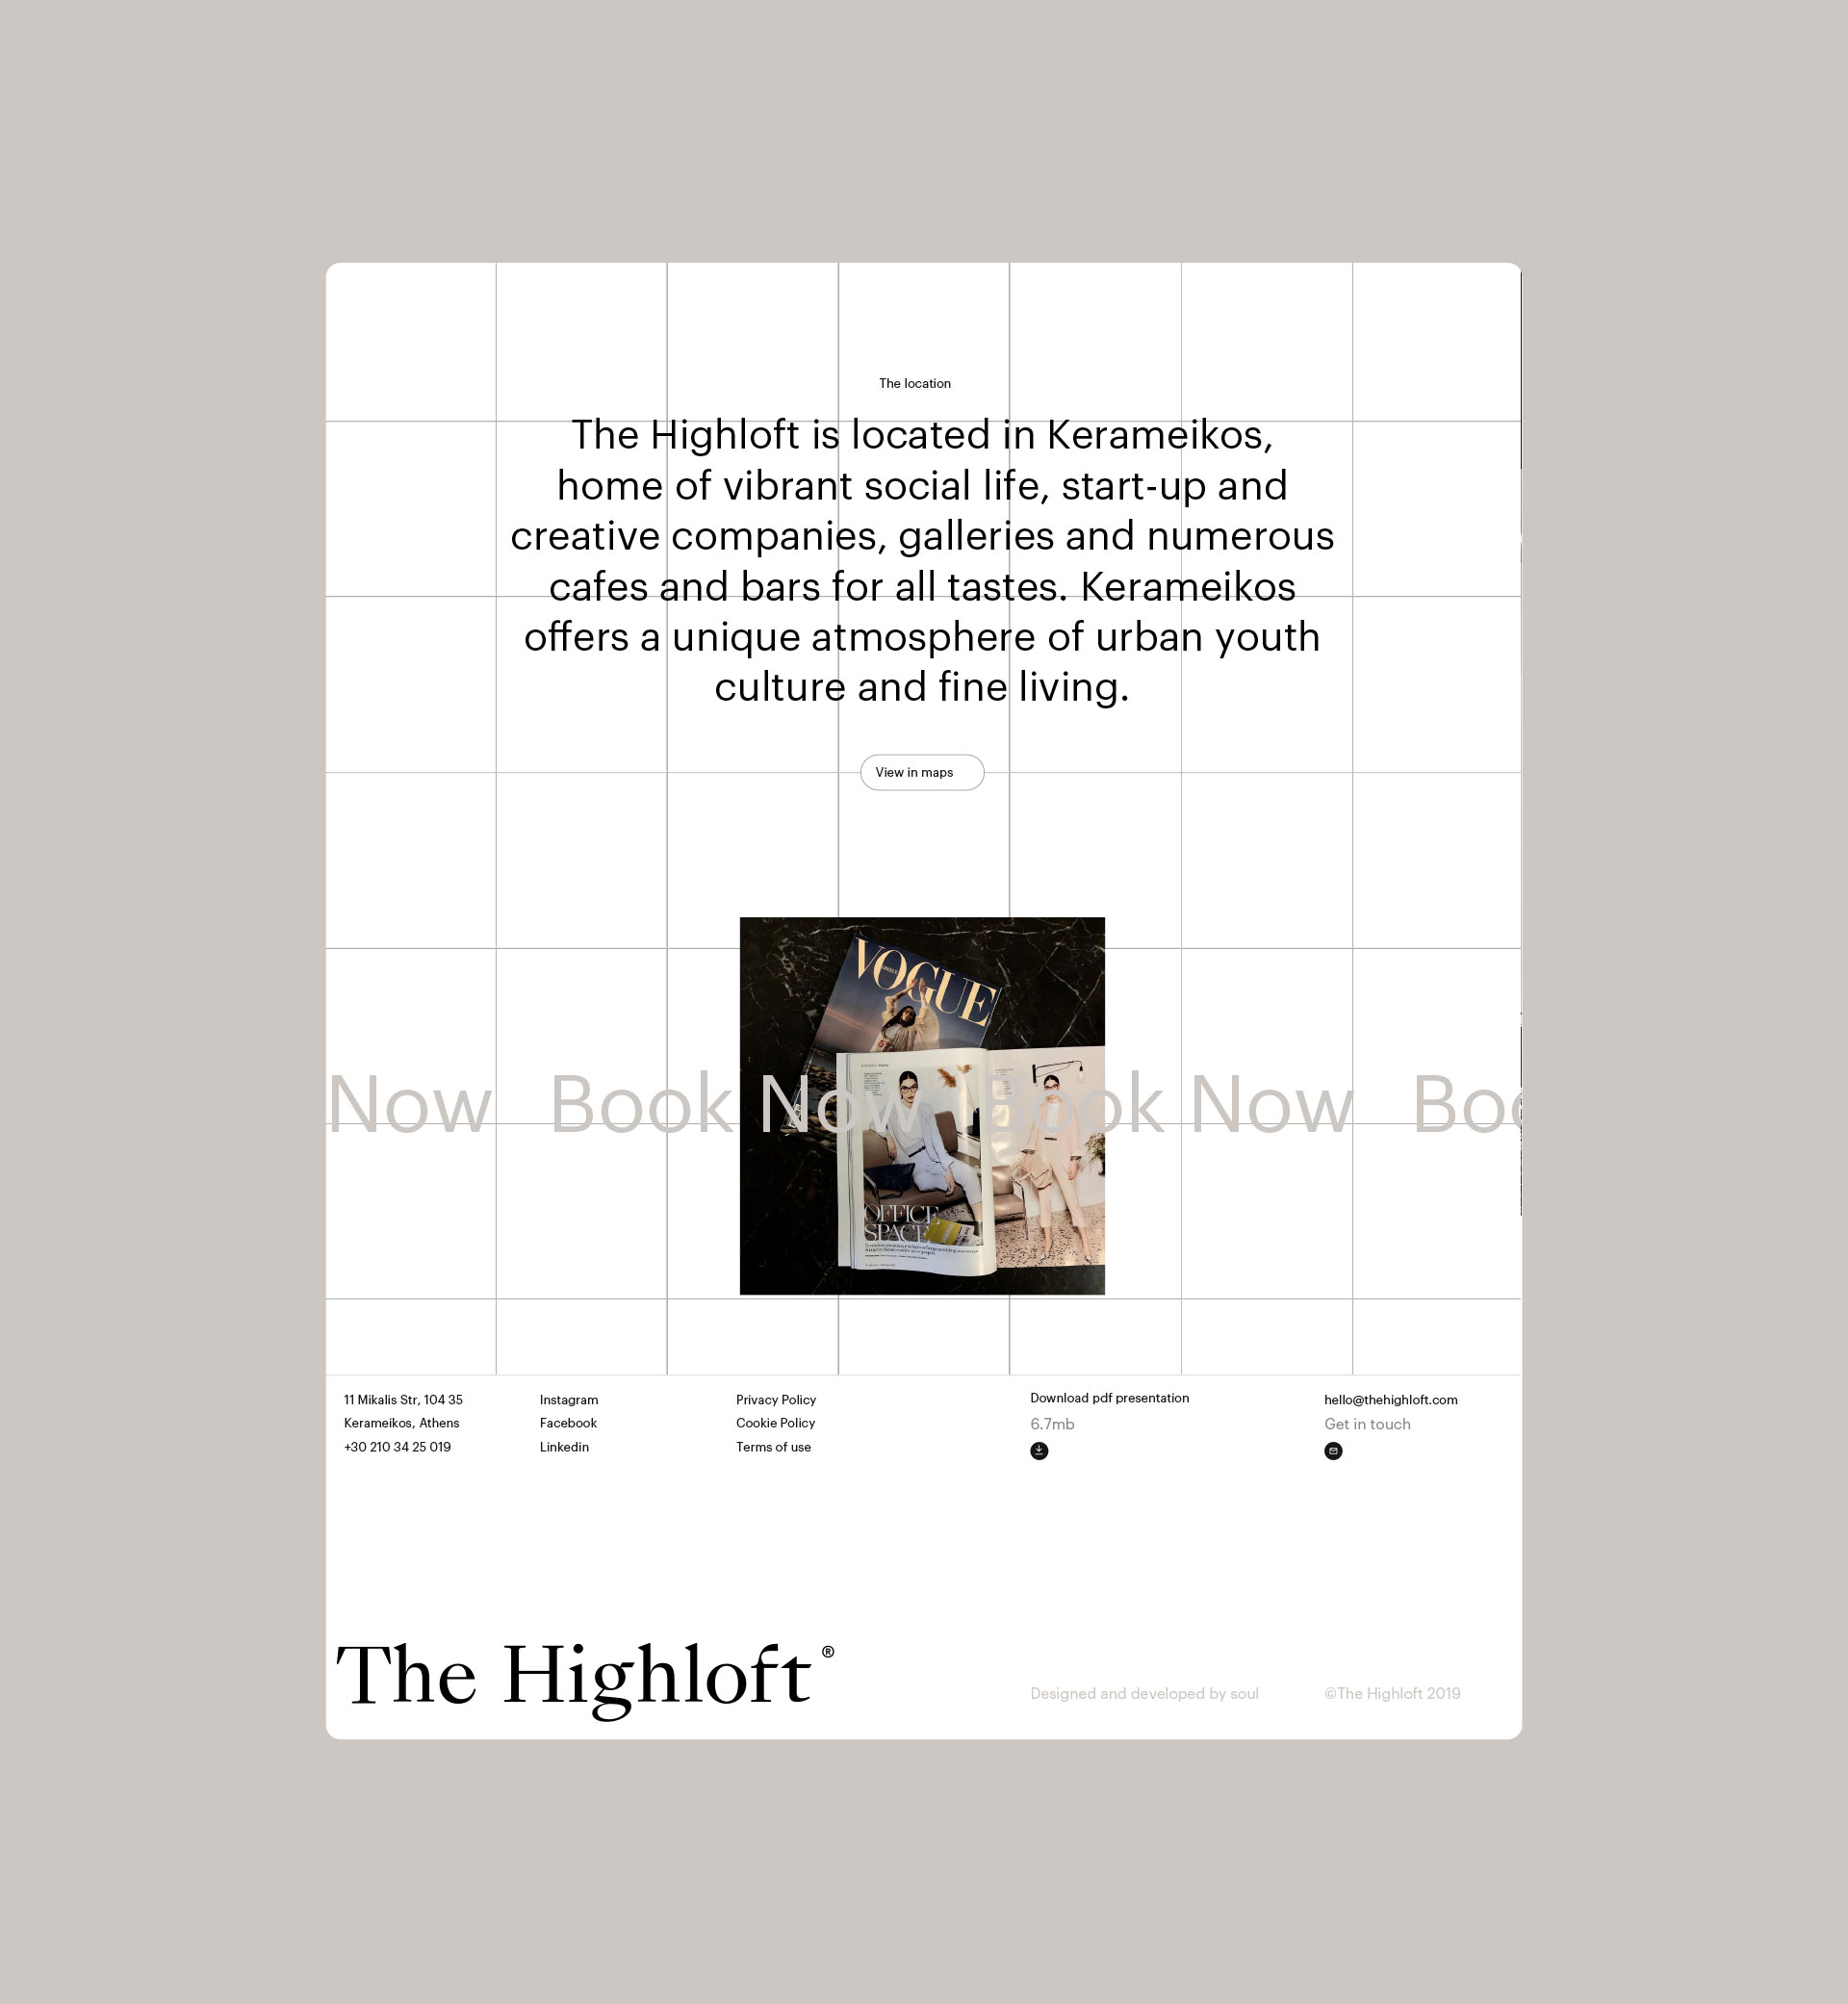 The location
The Highloft is located in Kerameikos,
home of vibrant social life, start-up and
creative companies, galleries and numerous
cafes and bars for all tastes. Kerameikos
offers a unique atmosphere of urban youth
culture and fine living.
View in maps
VOGUE
Now Book Now Book Now Boo
OFFICE
SPACE
11 Mikalis Str, 104 35
Kerameikos, Athens
+30 210 34 25 019
Instagram
Facebook
Linkedin
Privacy Policy
Cookie Policy
Terms of use
Download pdf presentation
6.7mb
hello@thehighloft.com
Get in touch
The Highloft®
Designed and developed by soul
©The Highloft 2019